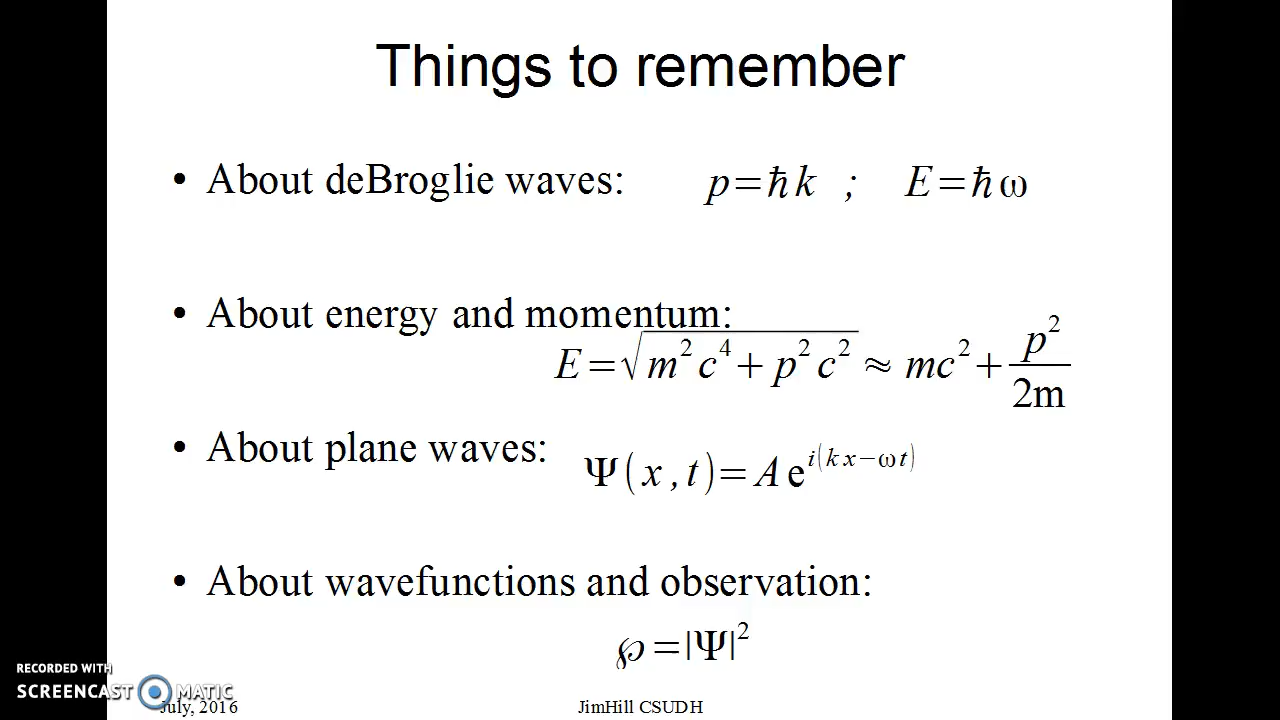 Things to remember
• About deBroglie waves: p=ħk ; E=ħω
• About energy and momentum:
E=√(m²c⁴+p²c²)≈mc²+p²/2m
• About plane waves: Ψ(x,t)=Ae^{i(kx−ωt)}
• About wavefunctions and observation:
℘=|Ψ|²
RECORDED WITH
SCREENCAST MATIC
July, 2016 JimHill CSUDH